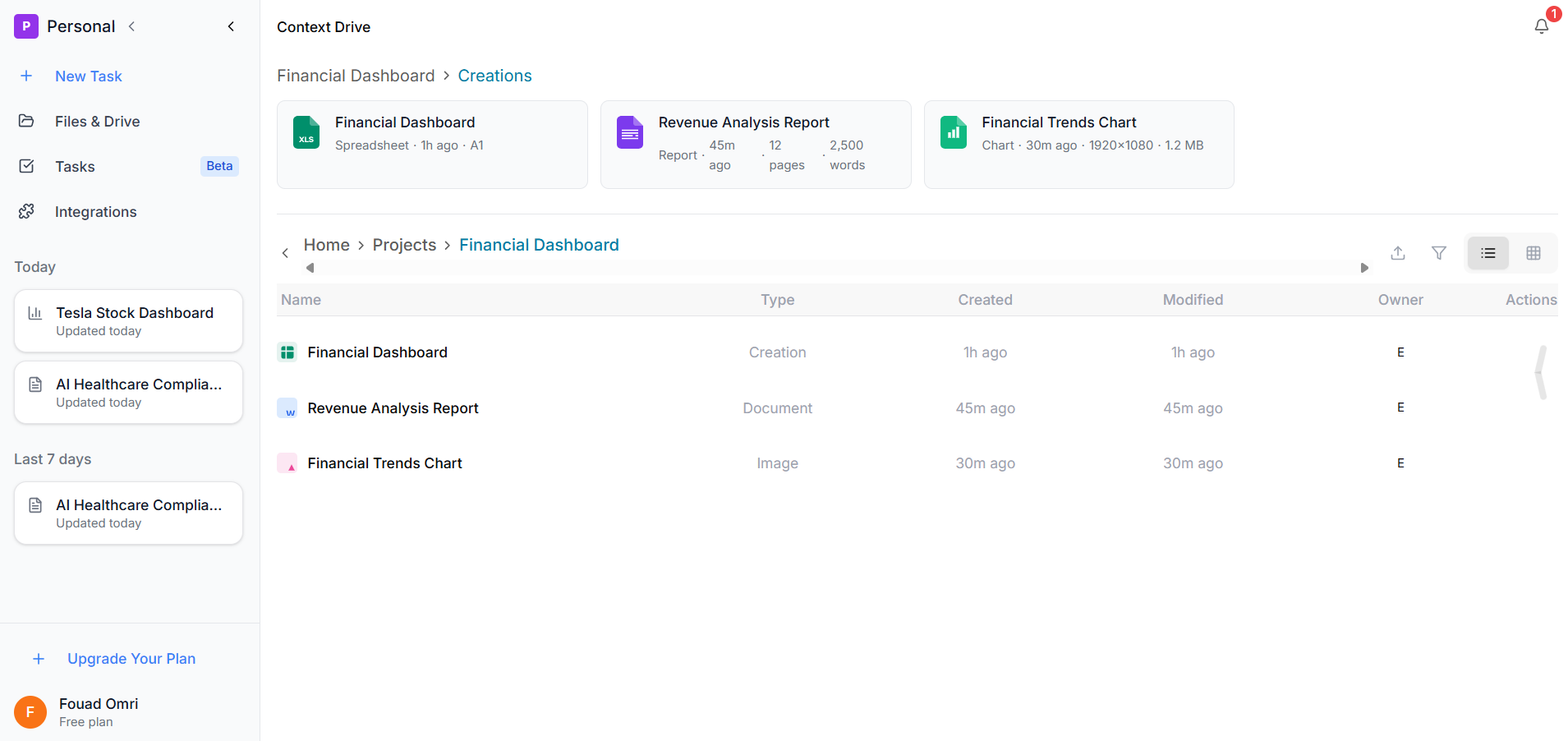 P Personal
New Task
Files & Drive
Tasks Beta
Integrations
Today
Tesla Stock Dashboard
Updated today
AI Healthcare Complia...
Updated today
Last 7 days
AI Healthcare Complia...
Updated today
Upgrade Your Plan
F
Fouad Omri
Free plan
Context Drive
1
Financial Dashboard > Creations
XLS
Financial Dashboard
Spreadsheet · 1h ago · A1
Revenue Analysis Report
Report · 45m ago · 12 pages · 2,500 words
Financial Trends Chart
Chart · 30m ago · 1920×1080 · 1.2 MB
Home > Projects > Financial Dashboard
Name Type Created Modified Owner Actions
Financial Dashboard Creation 1h ago 1h ago E
W Revenue Analysis Report Document 45m ago 45m ago E
Financial Trends Chart Image 30m ago 30m ago E